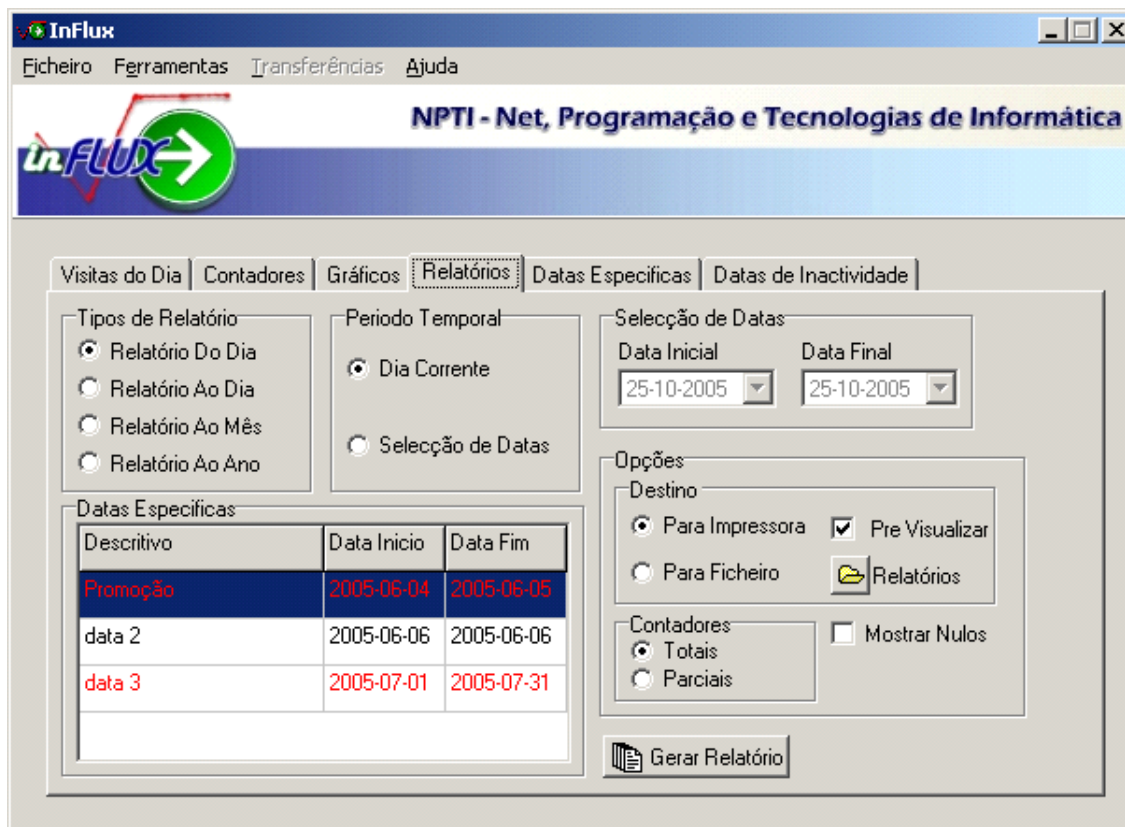 InFlux
Ficheiro Ferramentas Transferências Ajuda
inFLUX
NPTI - Net, Programação e Tecnologias de Informática
Visitas do Dia Contadores Gráficos Relatórios Datas Especificas Datas de Inactividade
Tipos de Relatório
Relatório Do Dia
Relatório Ao Dia
Relatório Ao Mês
Relatório Ao Ano
Periodo Temporal
Dia Corrente
Selecção de Datas
Selecção de Datas
Data Inicial Data Final
25-10-2005 25-10-2005
Datas Especificas
Descritivo Data Inicio Data Fim
Promoção 2005-06-04 2005-06-05
data 2 2005-06-06 2005-06-06
data 3 2005-07-01 2005-07-31
Opções
Destino
Para Impressora Pre Visualizar
Para Ficheiro Relatórios
Contadores
Totais
Parciais
Mostrar Nulos
Gerar Relatório